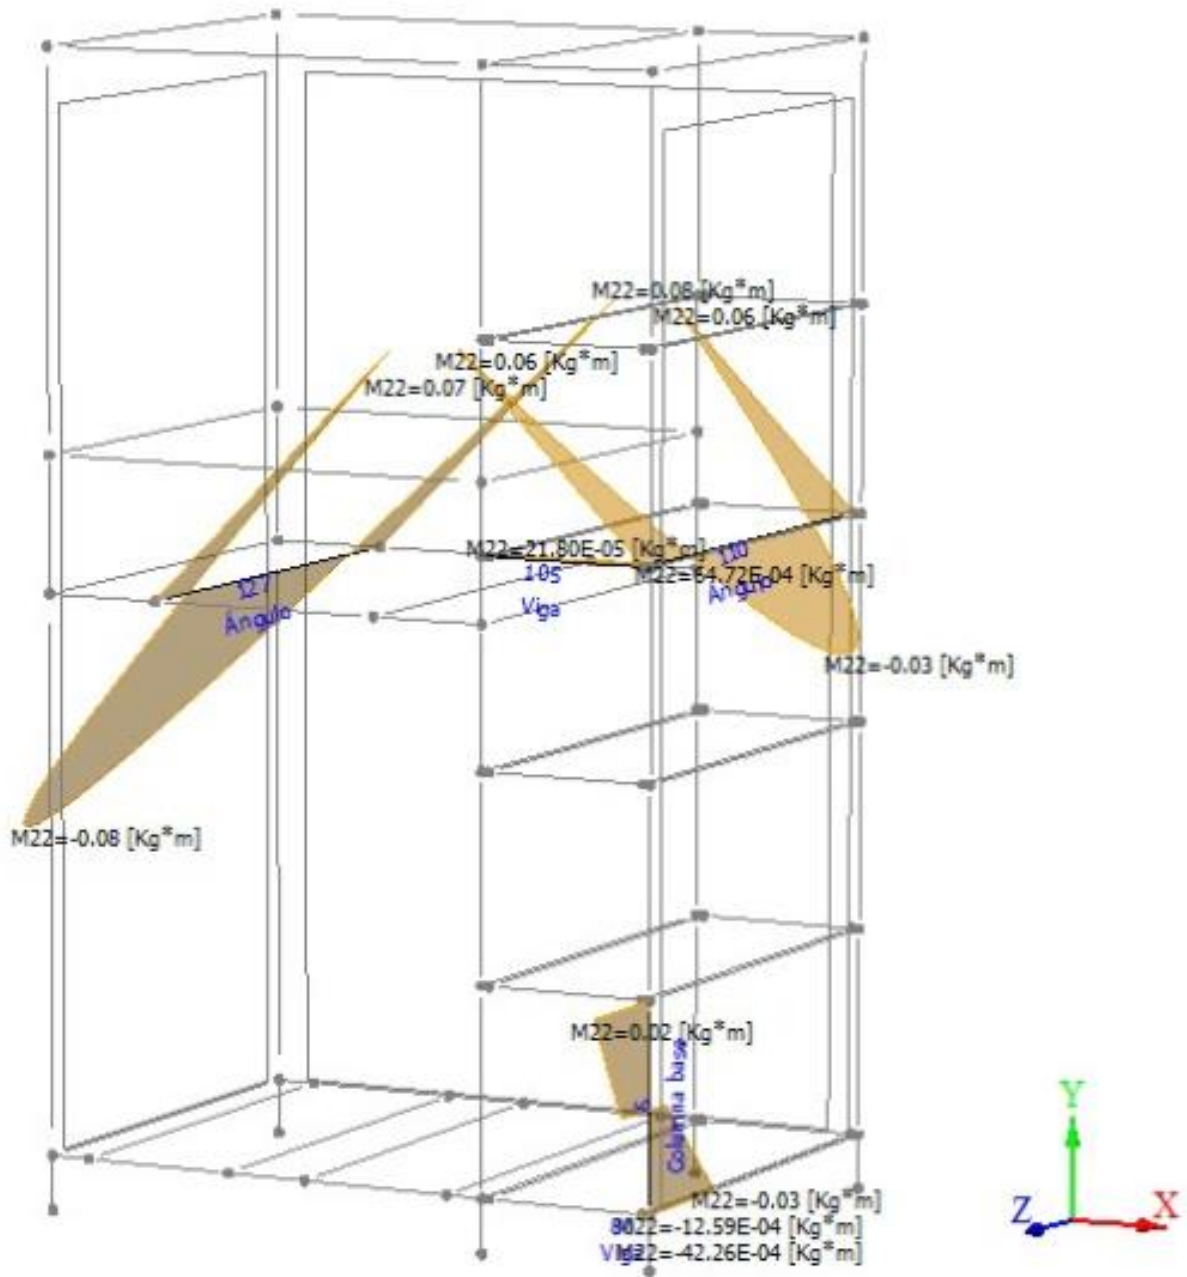 M22=0.08 [Kg*m]
M22=0.06 [Kg*m]
M22=0.06 [Kg*m]
M22=0.07 [Kg*m]
M22=21.80E-05 [Kg*m]
110
105
M22=64.72E-04 [Kg*m]
127
Ángulo
Viga
Ángulo
M22=-0.03 [Kg*m]
M22=-0.08 [Kg*m]
M22=0.02 [Kg*m]
Columna base
Y
M22=-0.03 [Kg*m]
Z
X
M22=-12.59E-04 [Kg*m]
Viga
M22=-42.26E-04 [Kg*m]